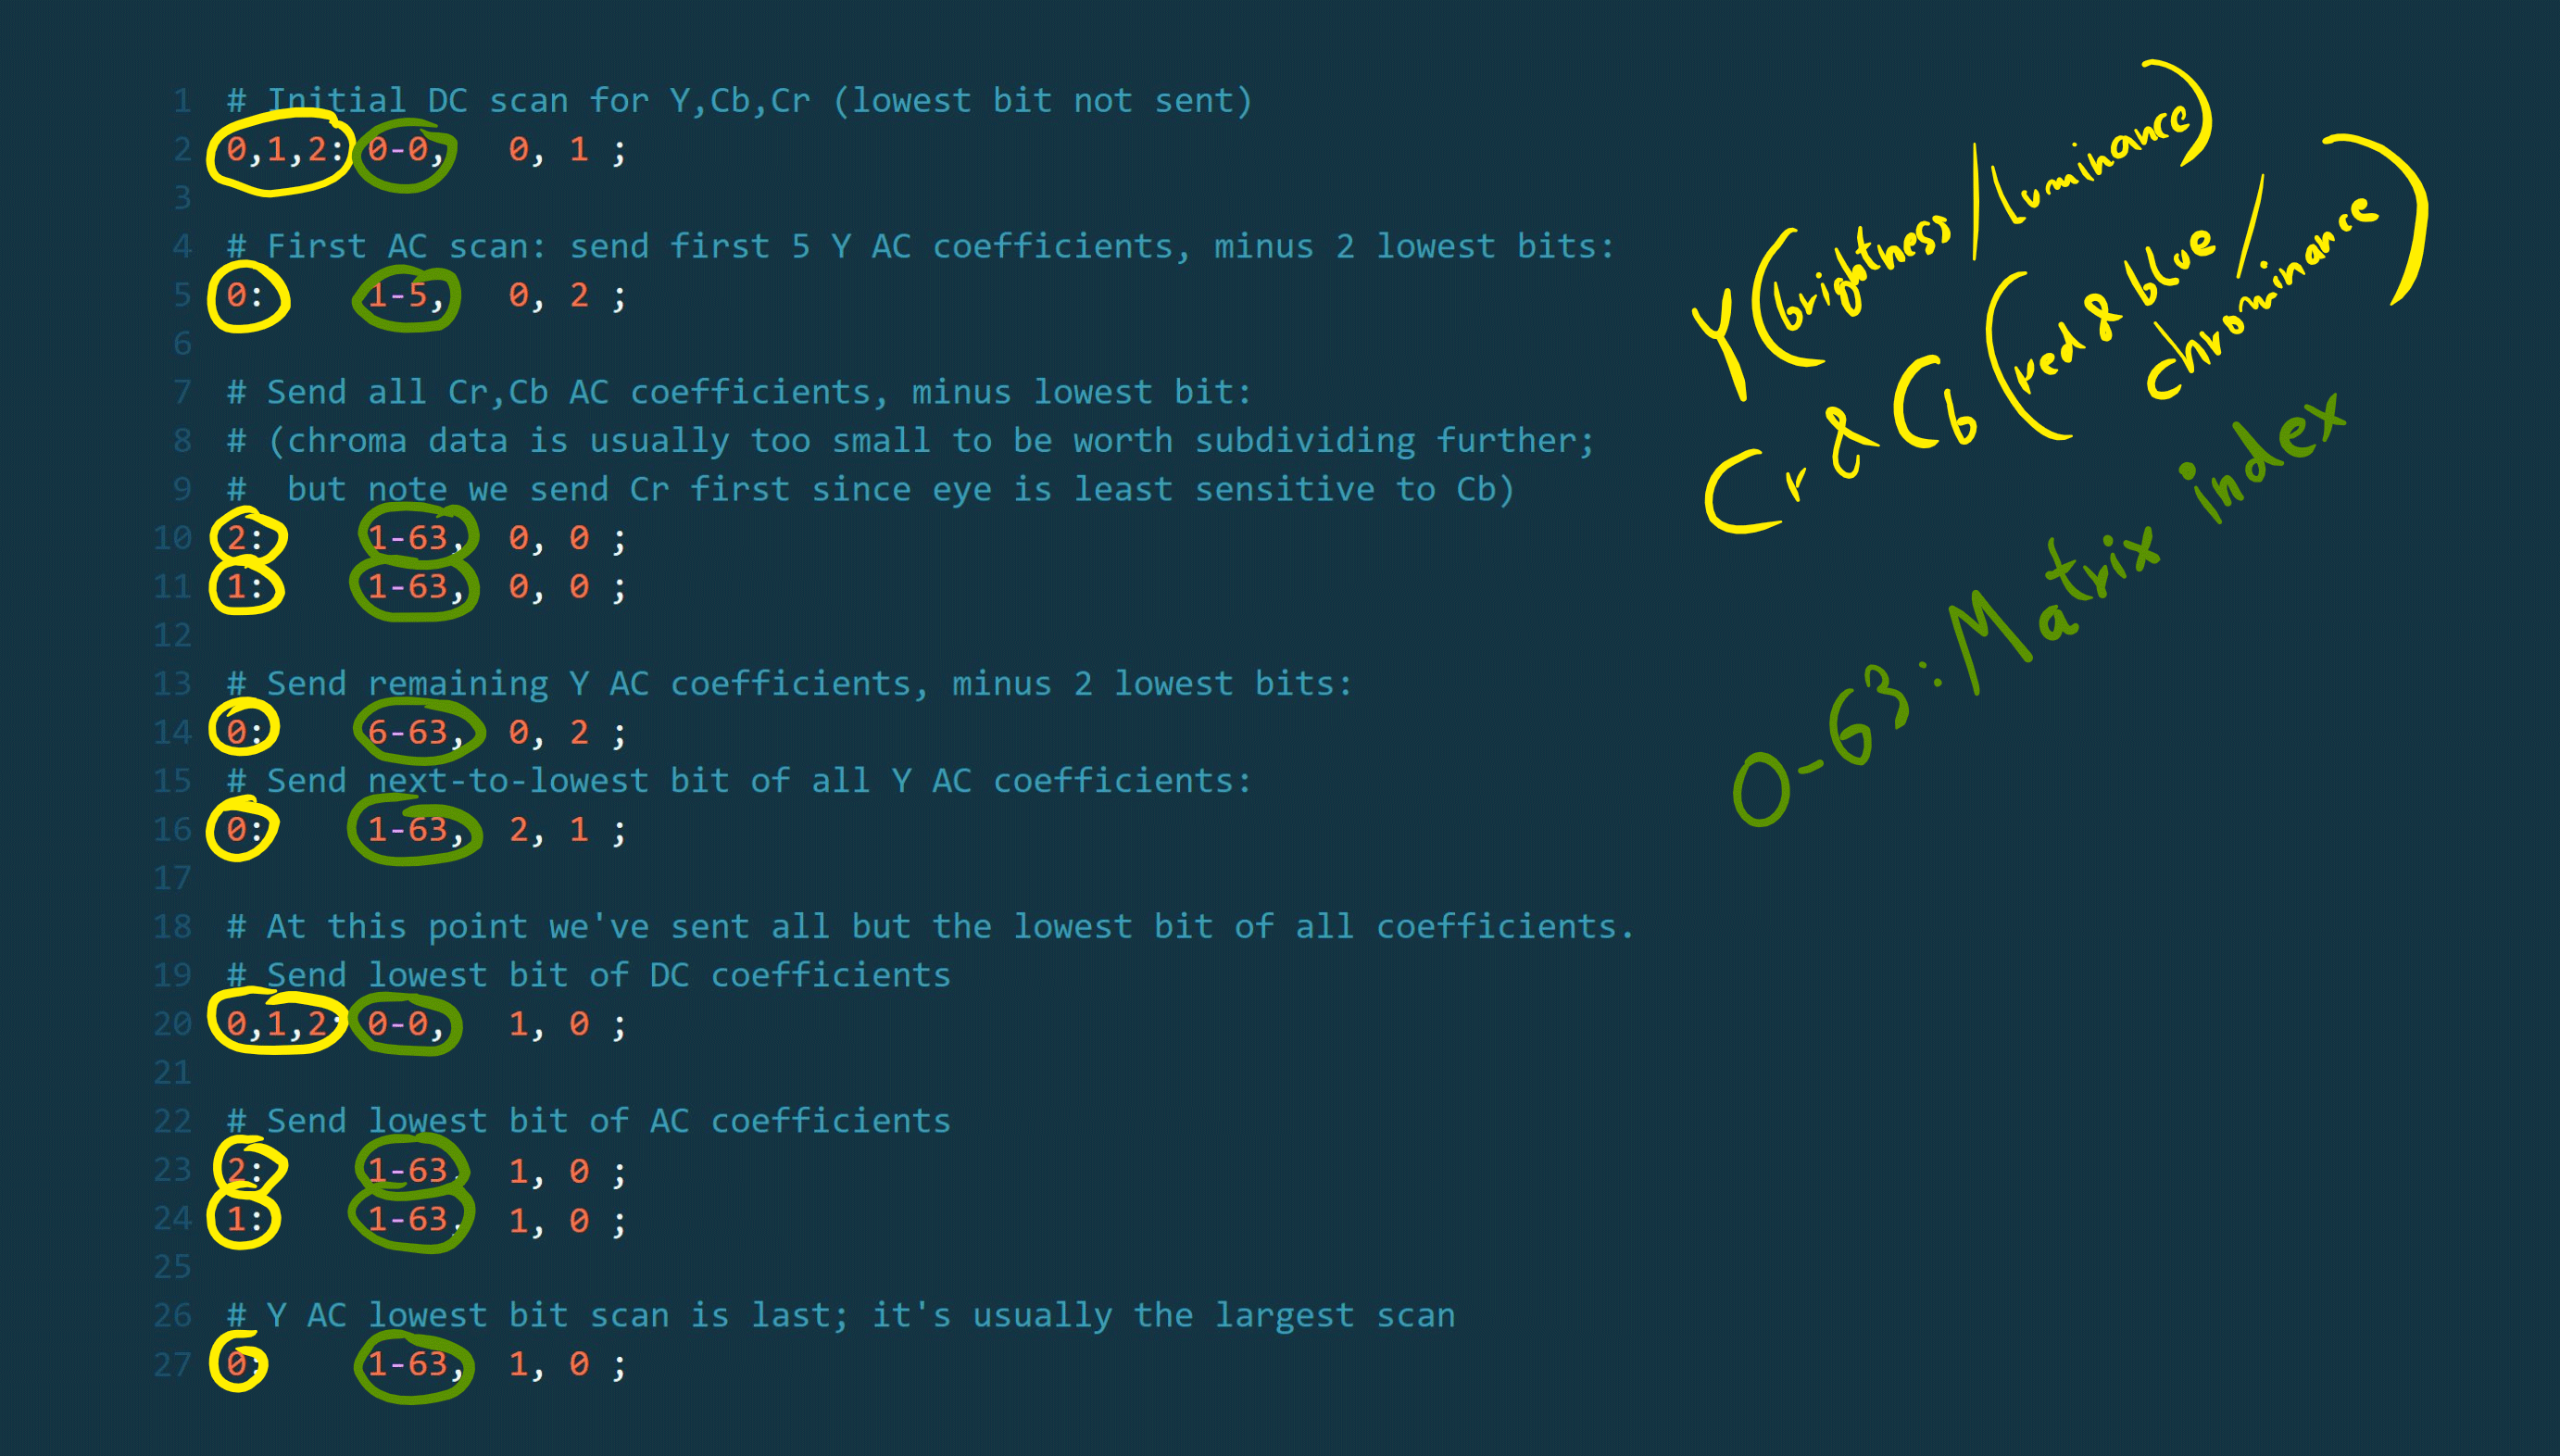 1 # Initial DC scan for Y,Cb,Cr (lowest bit not sent)
2 0,1,2: 0-0, 0, 1 ;
3
4 # First AC scan: send first 5 Y AC coefficients, minus 2 lowest bits:
5 0: 1-5, 0, 2 ;
6
7 # Send all Cr,Cb AC coefficients, minus lowest bit:
8 # (chroma data is usually too small to be worth subdividing further;
9 #  but note we send Cr first since eye is least sensitive to Cb)
10 2: 1-63, 0, 0 ;
11 1: 1-63, 0, 0 ;
12
13 # Send remaining Y AC coefficients, minus 2 lowest bits:
14 0: 6-63, 0, 2 ;
15 # Send next-to-lowest bit of all Y AC coefficients:
16 0: 1-63, 2, 1 ;
17
18 # At this point we've sent all but the lowest bit of all coefficients.
19 # Send lowest bit of DC coefficients
20 0,1,2: 0-0, 1, 0 ;
21
22 # Send lowest bit of AC coefficients
23 2: 1-63, 1, 0 ;
24 1: 1-63, 1, 0 ;
25
26 # Y AC lowest bit scan is last; it's usually the largest scan
27 0: 1-63, 1, 0 ;
Y (brightness / luminance)
Cr & Cb (red & blue /
chrominance)
0-63: Matrix index